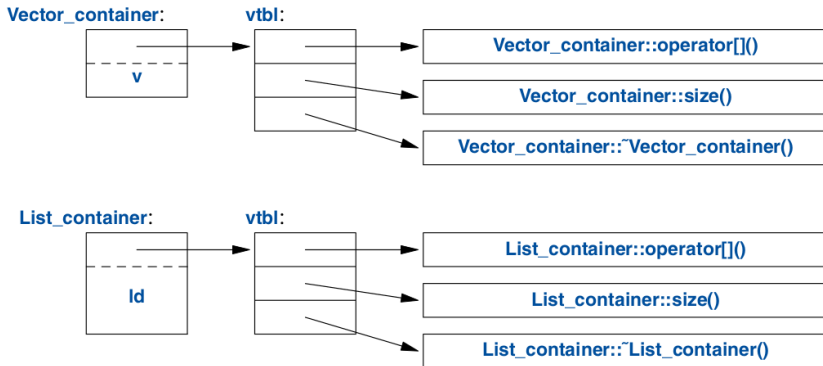 Vector_container: vtbl:
Vector_container::operator[]()
v
Vector_container::size()
Vector_container::˜Vector_container()
List_container: vtbl:
List_container::operator[]()
ld
List_container::size()
List_container::˜List_container()